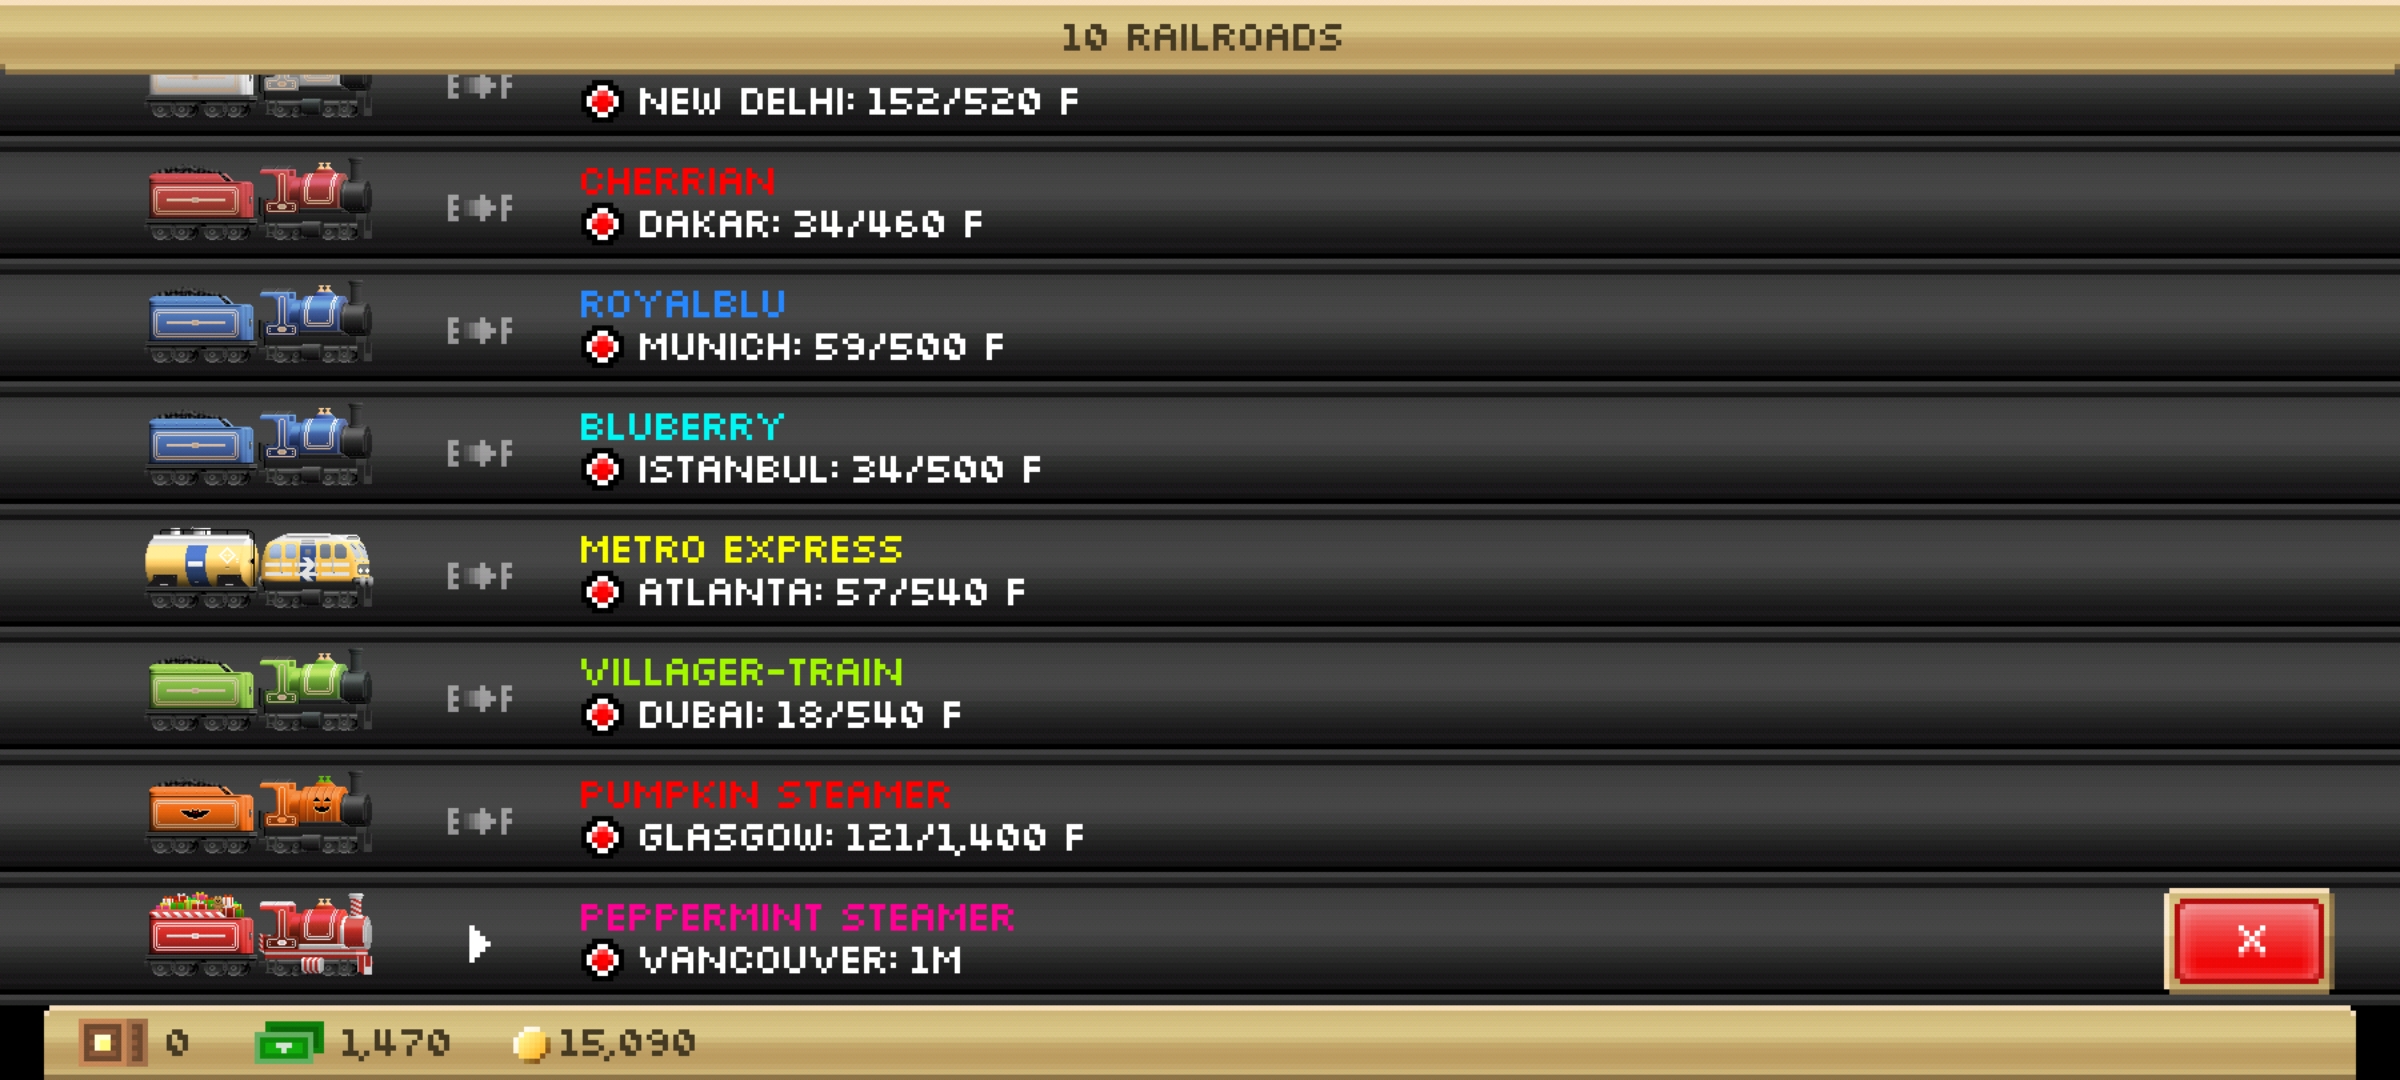 10 RAILROADS
E F
NEW DELHI: 152/520 F
CHERRIAN
E F
DAKAR: 34/460 F
ROYALBLU
E F
MUNICH: 59/500 F
BLUBERRY
E F
ISTANBUL: 34/500 F
METRO EXPRESS
E F
ATLANTA: 57/540 F
VILLAGER-TRAIN
E F
DUBAI: 18/540 F
PUMPKIN STEAMER
E F
GLASGOW: 121/1,400 F
PEPPERMINT STEAMER
VANCOUVER: 1M
X
0 1,470 15,090